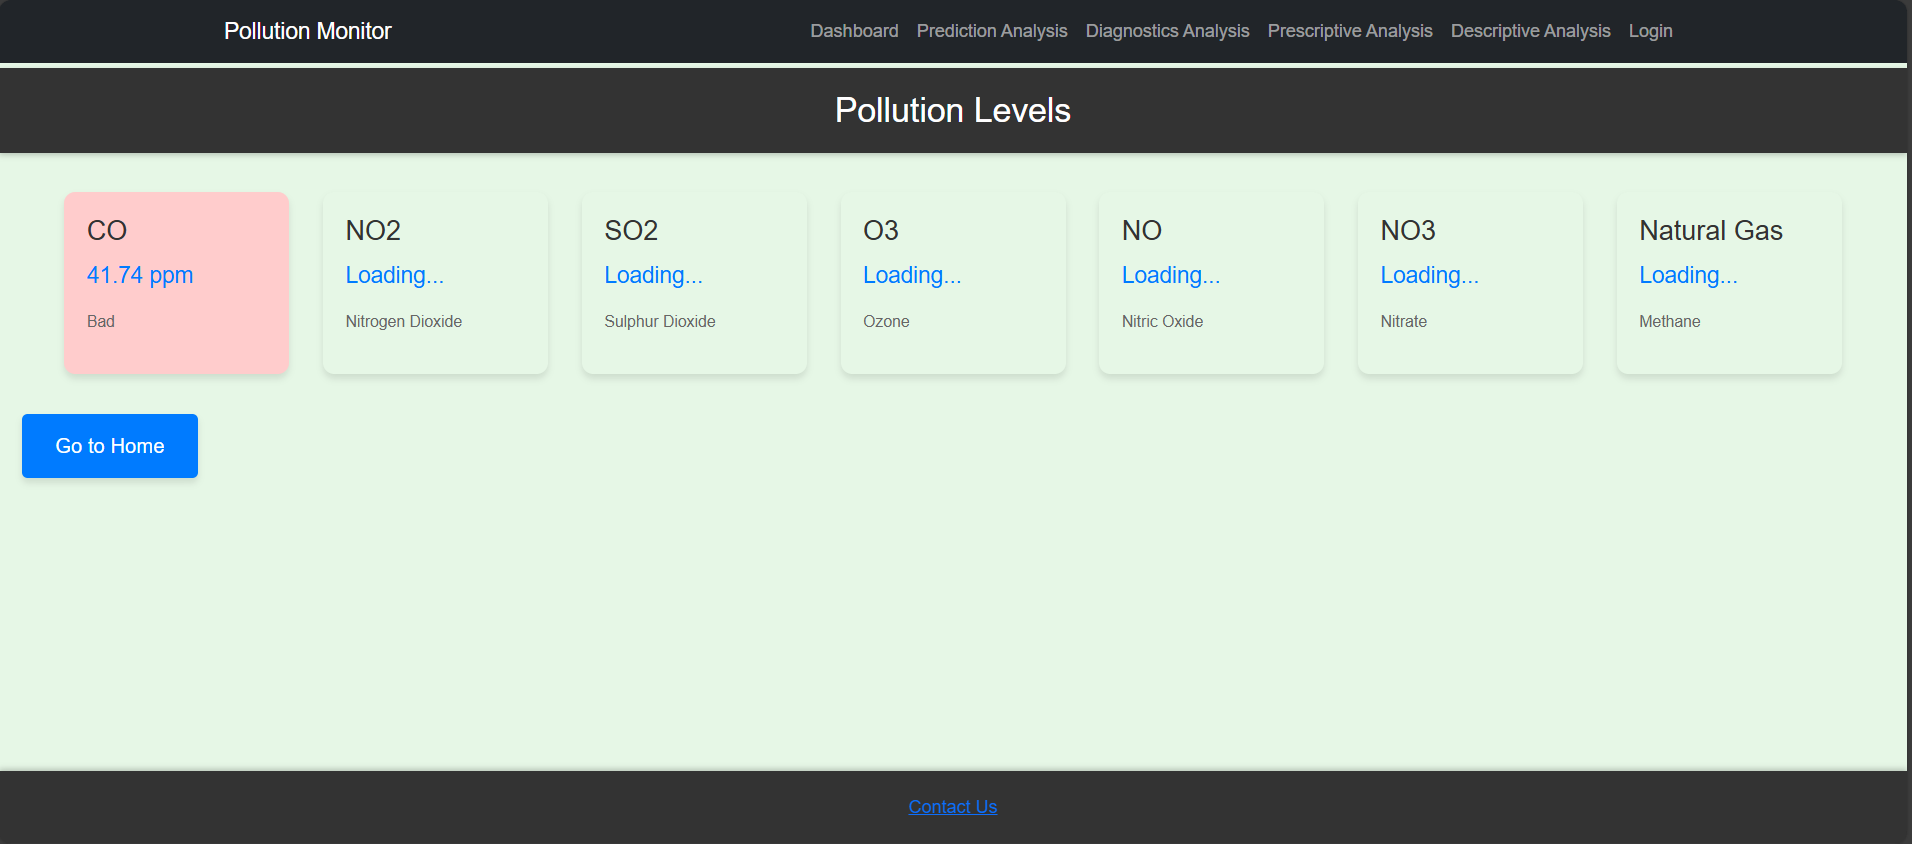 Pollution Monitor
Dashboard Prediction Analysis Diagnostics Analysis Prescriptive Analysis Descriptive Analysis Login
Pollution Levels
CO
41.74 ppm
Bad
NO2
Loading...
Nitrogen Dioxide
SO2
Loading...
Sulphur Dioxide
O3
Loading...
Ozone
NO
Loading...
Nitric Oxide
NO3
Loading...
Nitrate
Natural Gas
Loading...
Methane
Go to Home
Contact Us